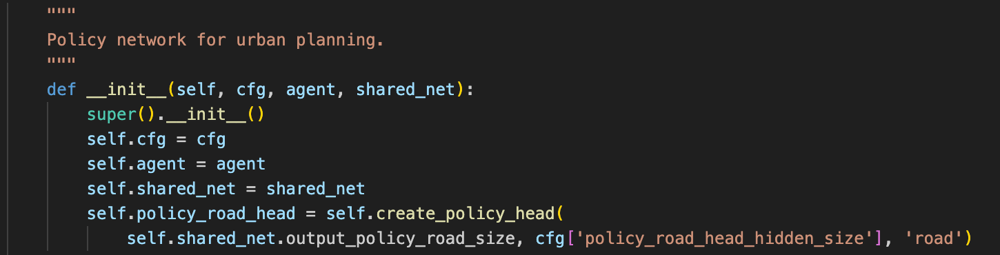 """
Policy network for urban planning.
"""
def __init__(self, cfg, agent, shared_net):
super().__init__()
self.cfg = cfg
self.agent = agent
self.shared_net = shared_net
self.policy_road_head = self.create_policy_head(
self.shared_net.output_policy_road_size, cfg['policy_road_head_hidden_size'], 'road')